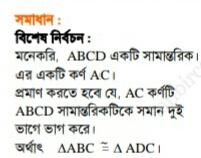 সমাধান :
বিশেষ নির্বচন :
মনেকরি, ABCD একটি সামান্তরিক।
এর একটি কর্ণ AC।
প্রমাণ করতে হবে যে, AC কর্ণটি
ABCD সামান্তরিকটিকে সমান দুই
ভাগে ভাগ করে।
অর্থাৎ ΔABC ≅ Δ ADC।